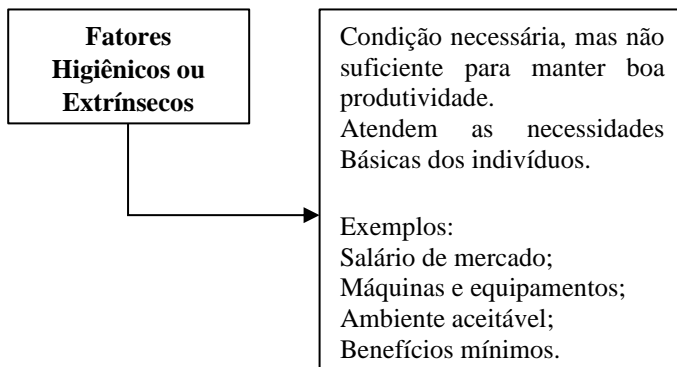 Fatores
Higiênicos ou
Extrínsecos
Condição necessária, mas não
suficiente para manter boa
produtividade.
Atendem as necessidades
Básicas dos indivíduos.
Exemplos:
Salário de mercado;
Máquinas e equipamentos;
Ambiente aceitável;
Benefícios mínimos.